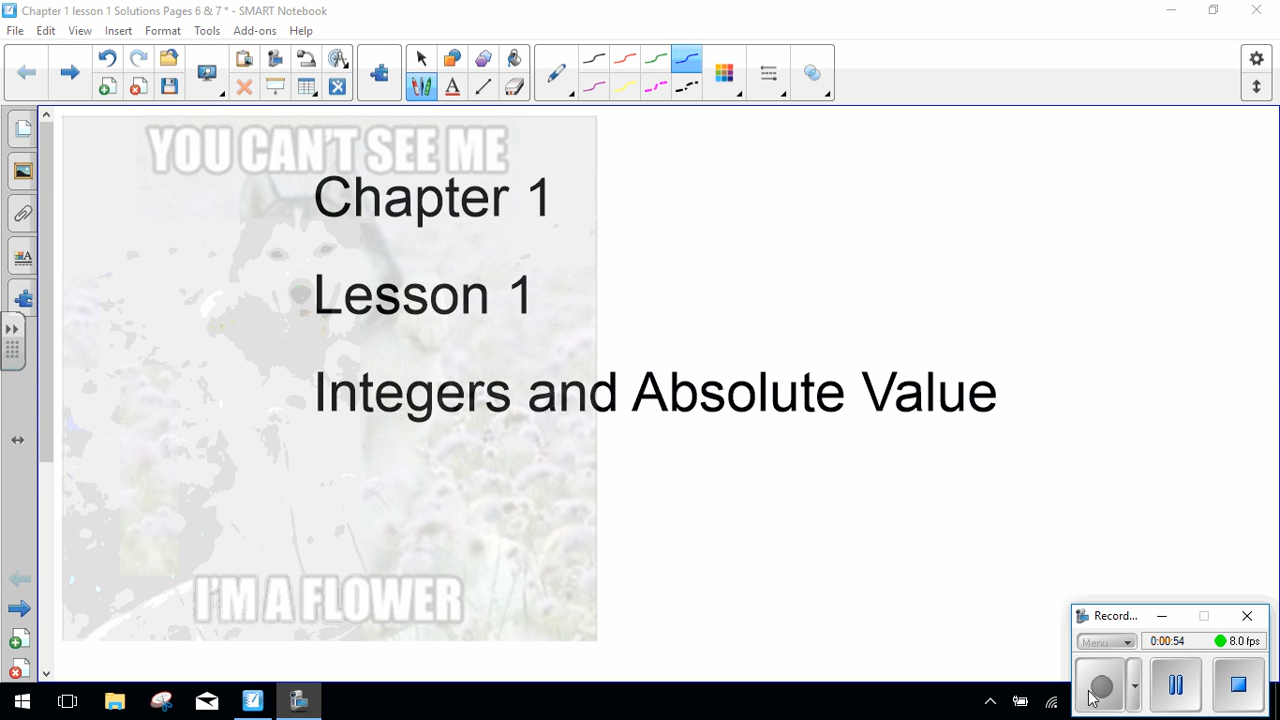 Chapter 1 lesson 1 Solutions Pages 6 & 7 * - SMART Notebook
File Edit View Insert Format Tools Add-ons Help
YOU CAN'T SEE ME
Chapter 1
Lesson 1
Integers and Absolute Value
I'M A FLOWER
Record...
Menu 0:00:54 8.0 fps